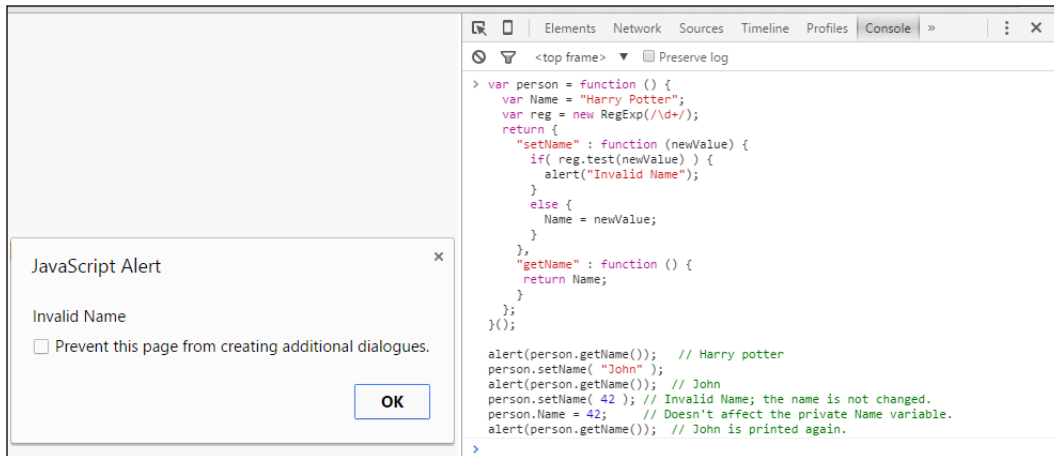 JavaScript Alert
×
Invalid Name
Prevent this page from creating additional dialogues.
OK
Elements Network Sources Timeline Profiles Console »
<top frame> ▼ Preserve log
> var person = function () {
var Name = "Harry Potter";
var reg = new RegExp(/\d+/);
return {
"setName" : function (newValue) {
if( reg.test(newValue) ) {
alert("Invalid Name");
}
else {
Name = newValue;
}
},
"getName" : function () {
return Name;
}
};
}();
alert(person.getName()); // Harry potter
person.setName( "John" );
alert(person.getName()); // John
person.setName( 42 ); // Invalid Name; the name is not changed.
person.Name = 42; // Doesn't affect the private Name variable.
alert(person.getName()); // John is printed again.
>